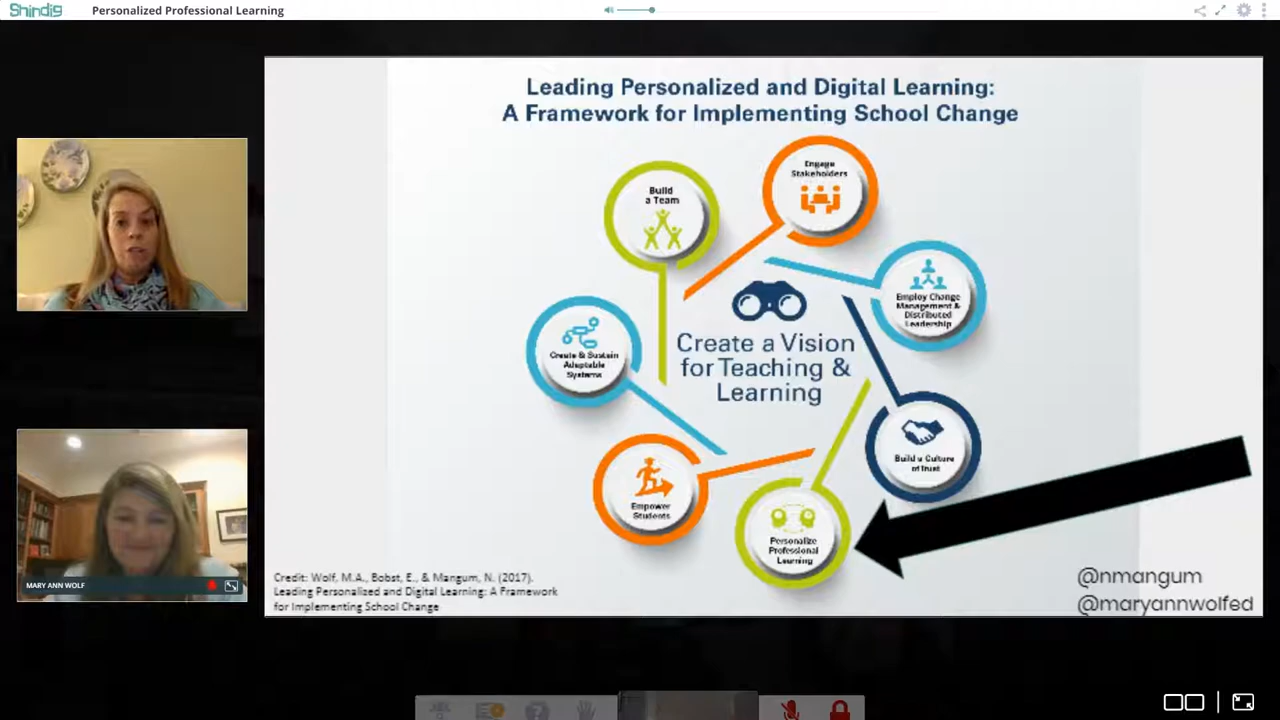 Shindig
Personalized Professional Learning
Leading Personalized and Digital Learning:
A Framework for Implementing School Change
Engage
Stakeholders
Build
a Team
Employ Change
Management &
Distributed
Leadership
Create a Vision
for Teaching &
Learning
Create & Sustain
Adaptable
Systems
Build a Culture
of Trust
Empower
Students
Personalize
Professional
Learning
MARY ANN WOLF
Credit: Wolf, M.A., Bobst, E., & Mangum, N. (2017).
Leading Personalized and Digital Learning: A Framework
for Implementing School Change
@nmangum
@maryannwolfed